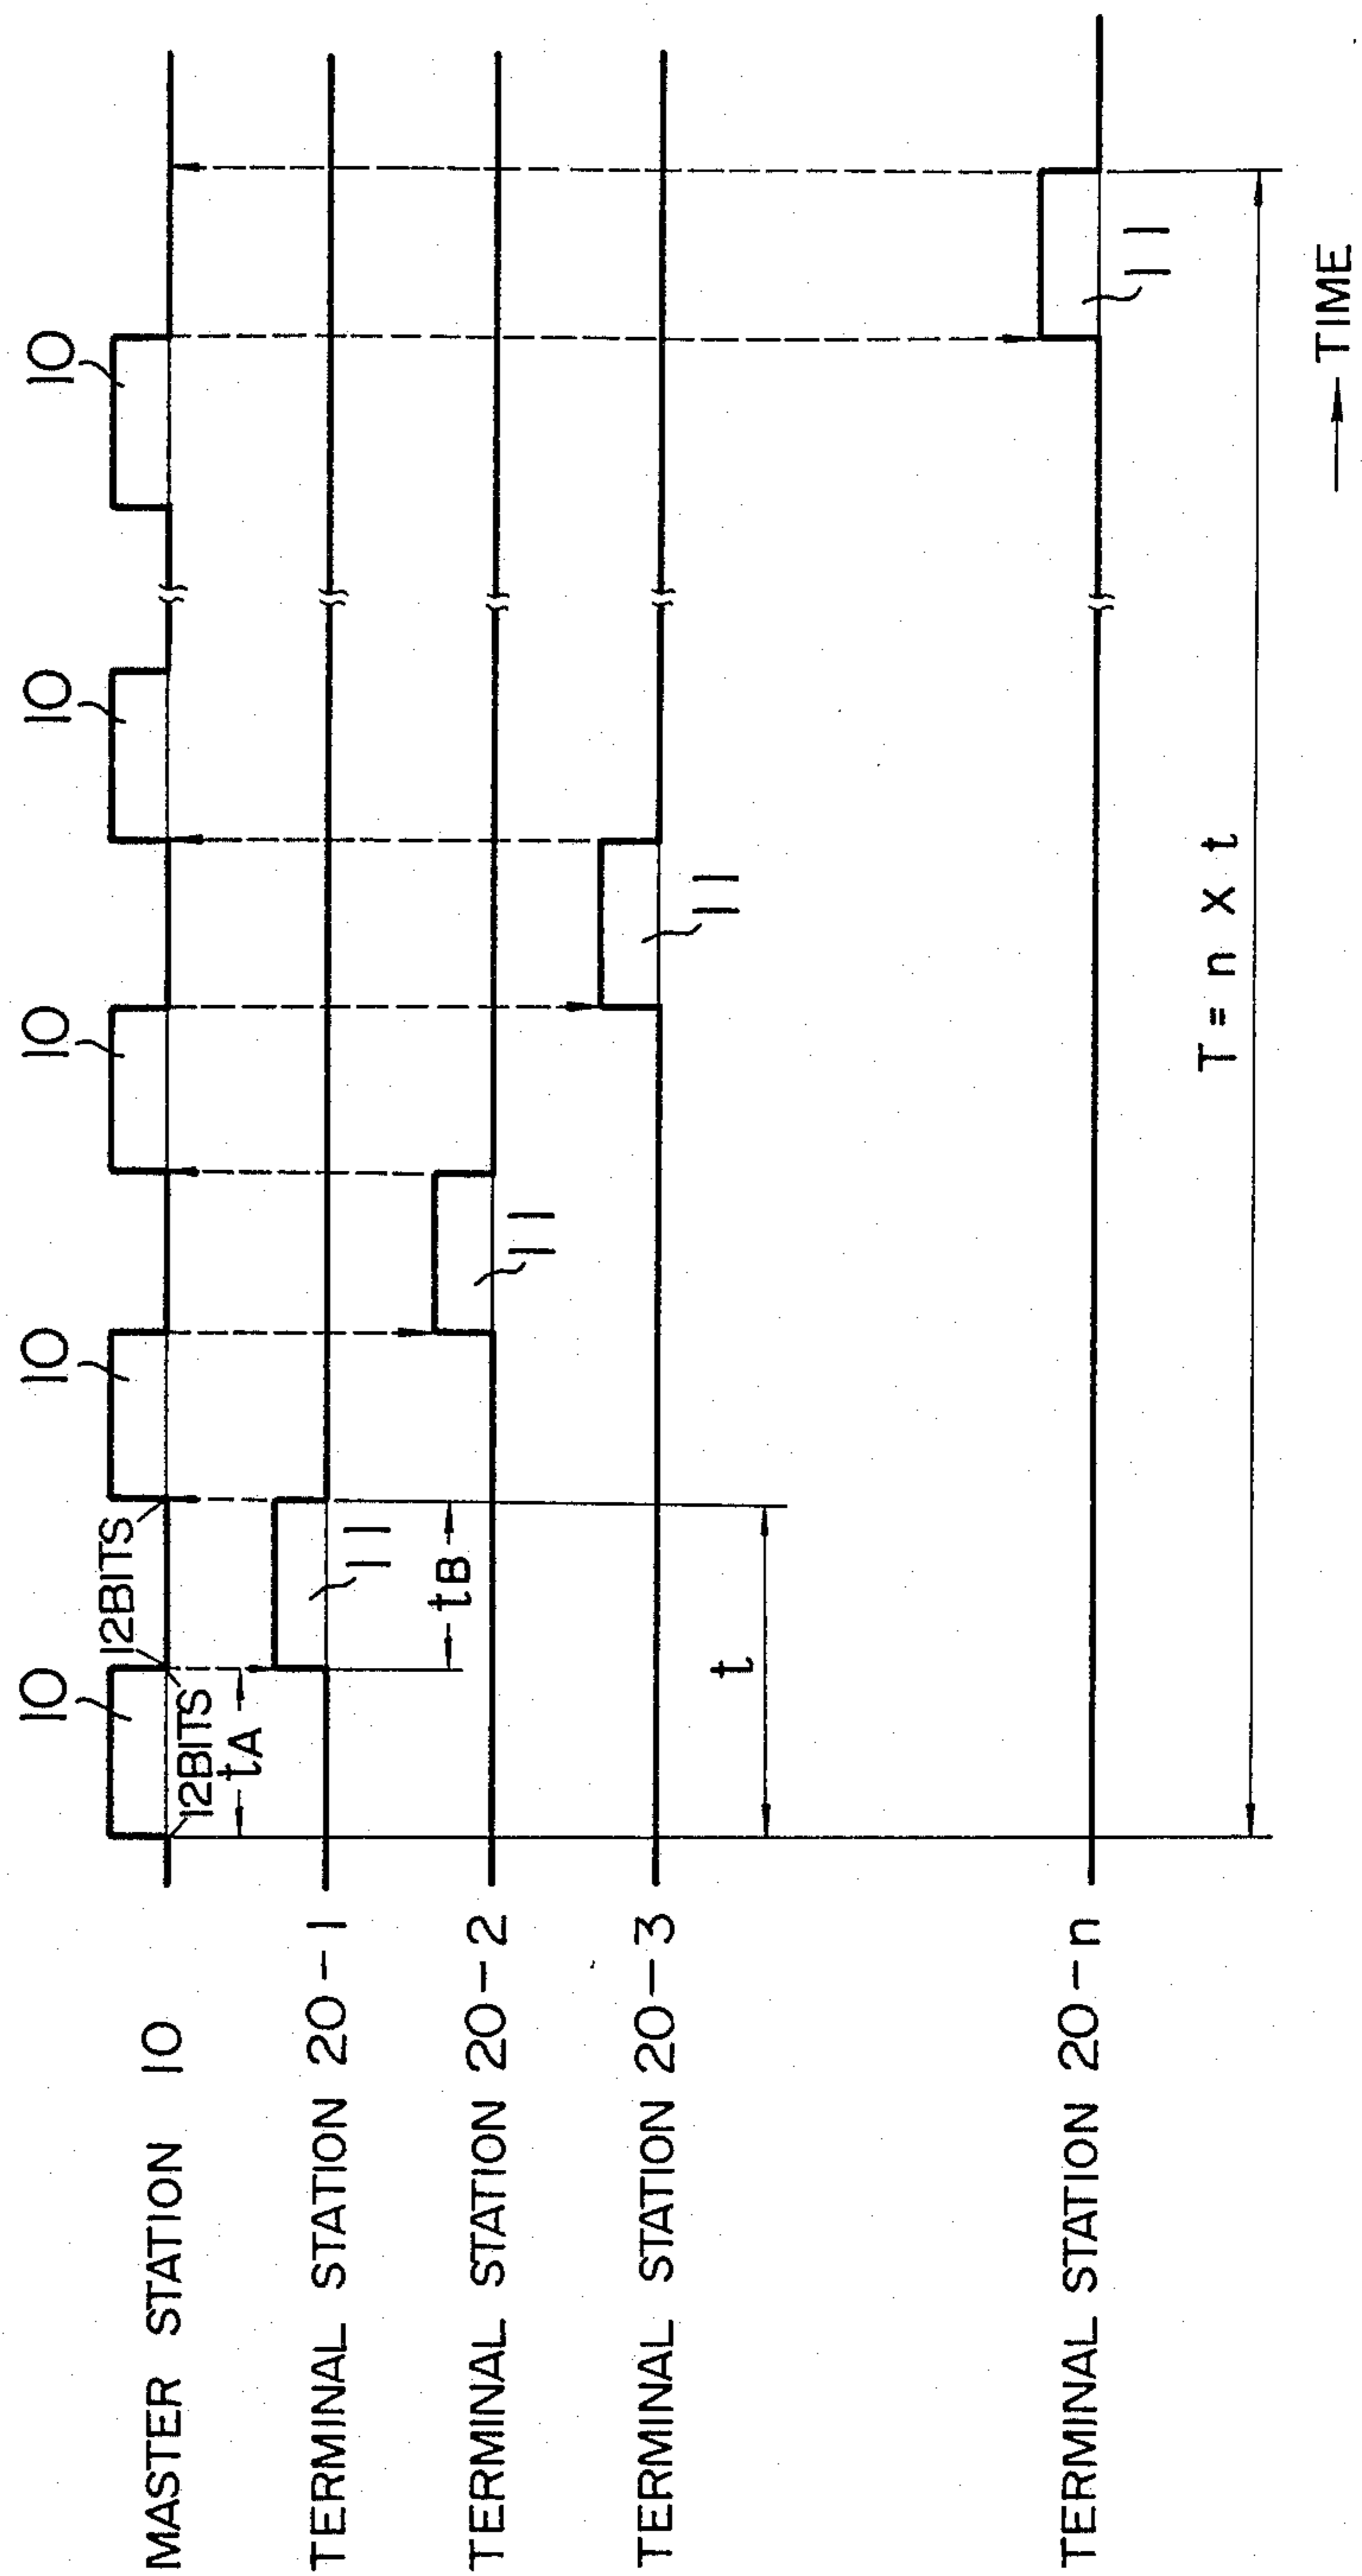 10 10 10 10 10 10
12BITS
12BITS
MASTER STATION 10
tA
TERMINAL STATION 20-1
11
tB
TERMINAL STATION 20-2
11
TERMINAL STATION 20-3
11
t
TERMINAL STATION 20-n
11
T = n X t
TIME